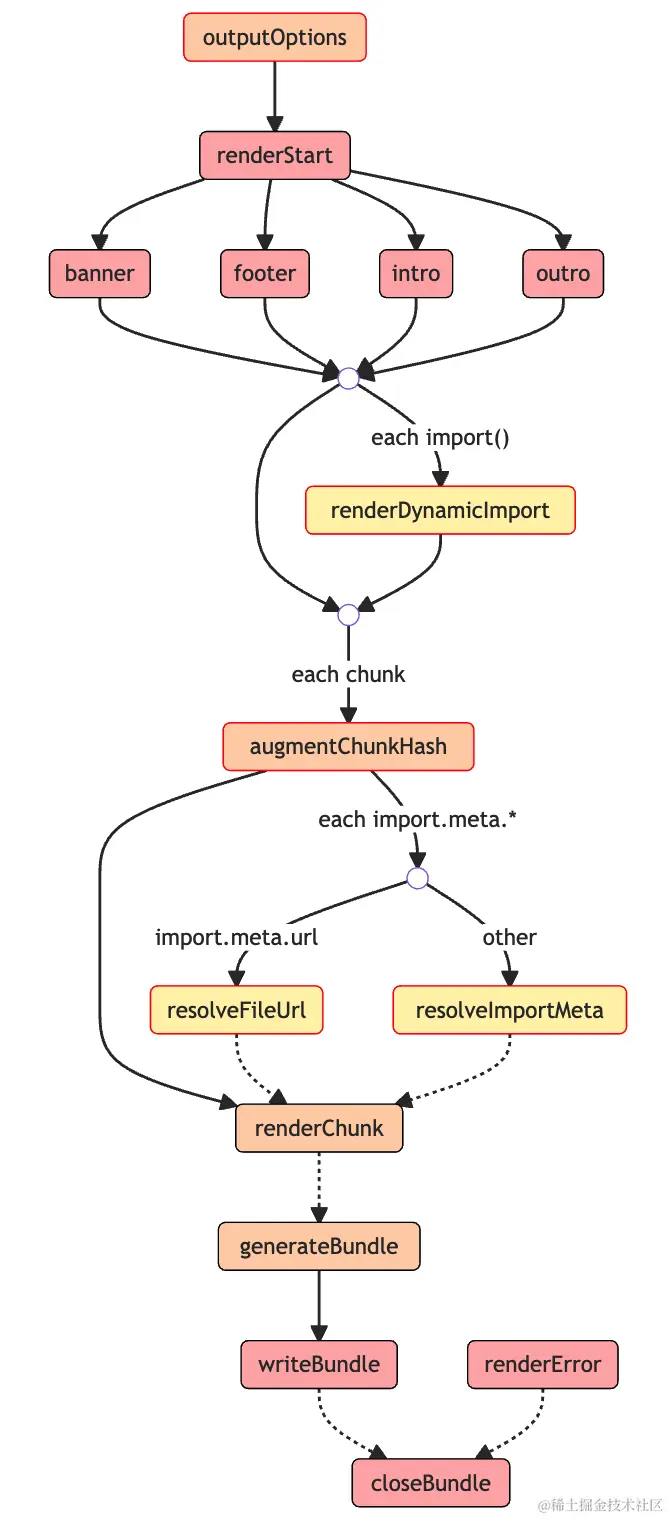 outputOptions
renderStart
banner
footer
intro
outro
each import()
renderDynamicImport
each chunk
augmentChunkHash
each import.meta.*
import.meta.url
other
resolveFileUrl
resolveImportMeta
renderChunk
generateBundle
writeBundle
renderError
closeBundle
@稀土掘金技术社区